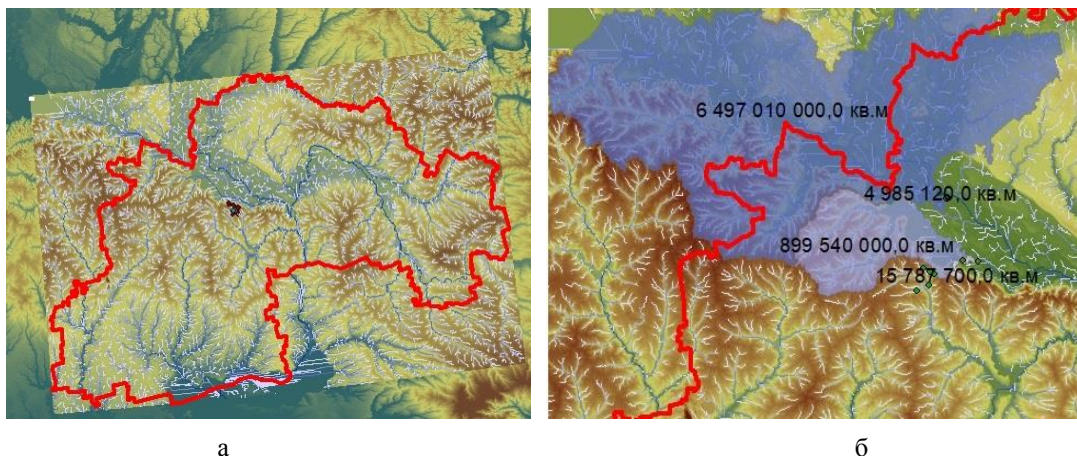 6 497 010 000,0 кв.м
4 985 120,0 кв.м
899 540 000,0 кв.м
15 787 700,0 кв.м
а
б